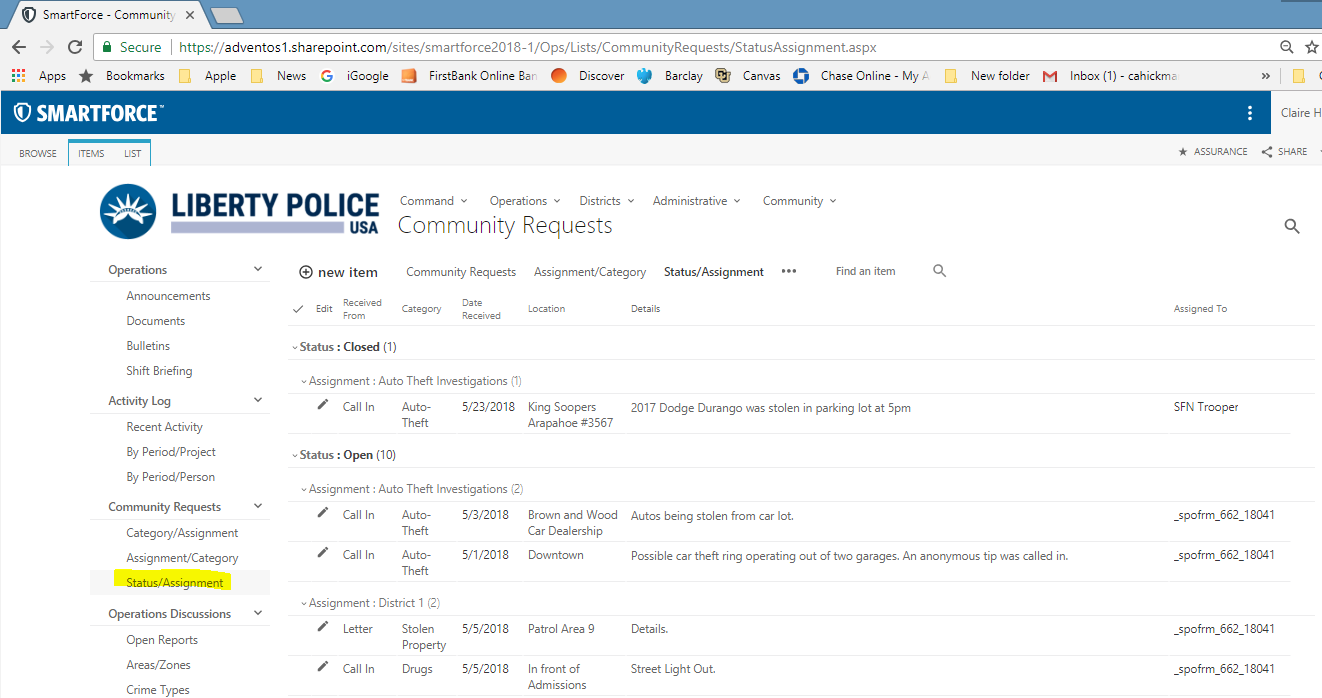 SmartForce - Community
Secure https://adventos1.sharepoint.com/sites/smartforce2018-1/Ops/Lists/CommunityRequests/StatusAssignment.aspx
Apps Bookmarks Apple News iGoogle FirstBank Online Ban Discover Barclay Canvas Chase Online - My A New folder Inbox (1) - cahickma »
SMARTFORCE™ Claire H
BROWSE ITEMS LIST ASSURANCE SHARE
LIBERTY POLICE
USA
Command Operations Districts Administrative Community
Community Requests
Operations
Announcements
Documents
Bulletins
Shift Briefing
Activity Log
Recent Activity
By Period/Project
By Period/Person
Community Requests
Category/Assignment
Assignment/Category
Status/Assignment
Operations Discussions
Open Reports
Areas/Zones
Crime Types
new item Community Requests Assignment/Category Status/Assignment ••• Find an item
Edit Received From Category Date Received Location Details Assigned To
Status : Closed (1)
Assignment : Auto Theft Investigations (1)
Call In Auto-Theft 5/23/2018 King Soopers Arapahoe #3567 2017 Dodge Durango was stolen in parking lot at 5pm SFN Trooper
Status : Open (10)
Assignment : Auto Theft Investigations (2)
Call In Auto-Theft 5/3/2018 Brown and Wood Car Dealership Autos being stolen from car lot. _spofrm_662_18041
Call In Auto-Theft 5/1/2018 Downtown Possible car theft ring operating out of two garages. An anonymous tip was called in. _spofrm_662_18041
Assignment : District 1 (2)
Letter Stolen Property 5/5/2018 Patrol Area 9 Details. _spofrm_662_18041
Call In Drugs 5/5/2018 In front of Admissions Street Light Out. _spofrm_662_18041